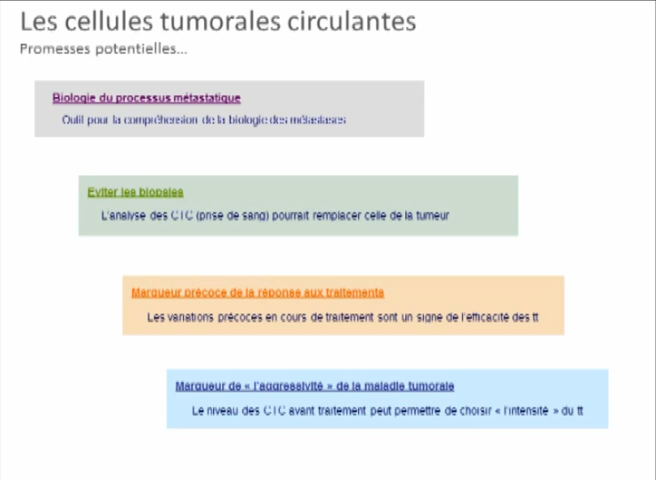 Les cellules tumorales circulantes
Promesses potentielles...
Biologie du processus métastatique
Outil pour la compréhension de la biologie des métastases
Eviter les biopsies
L'analyse des CTC (prise de sang) pourrait remplacer celle de la tumeur
Marqueur précoce de la réponse aux traitements
Les variations précoces en cours de traitement sont un signe de l'efficacité des tt
Marqueur de « l'aggressivité » de la maladie tumorale
Le niveau des CTC avant traitement peut permettre de choisir « l'intensité » du tt